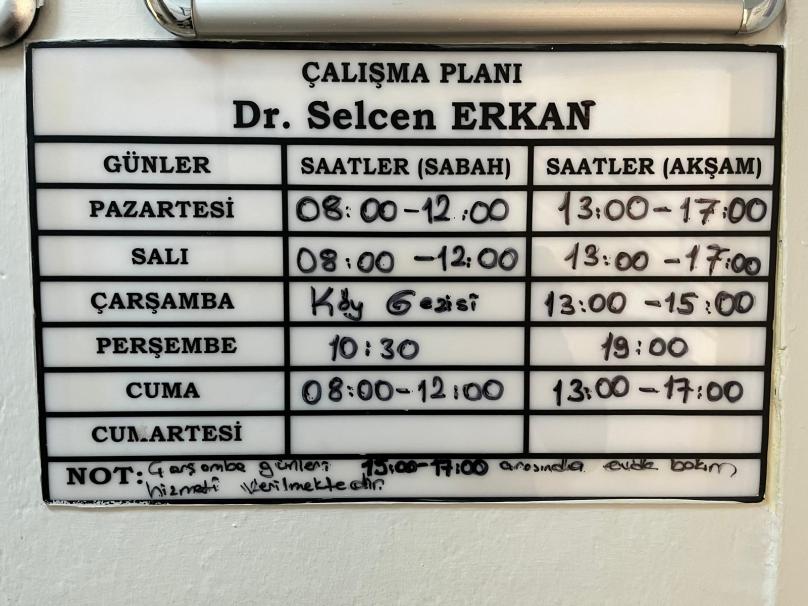 ÇALIŞMA PLANI
Dr. Selcen ERKAN
GÜNLER SAATLER (SABAH) SAATLER (AKŞAM)
PAZARTESİ 08:00-12:00 13:00-17:00
SALI 08:00-12:00 13:00-17:00
ÇARŞAMBA Köy Gezisi 13:00-15:00
PERŞEMBE 10:30 19:00
CUMA 08:00-12:00 13:00-17:00
CUMARTESİ
NOT: Çarşamba günleri 15:00-17:00 arasında evde bakım
hizmeti verilmektedir.